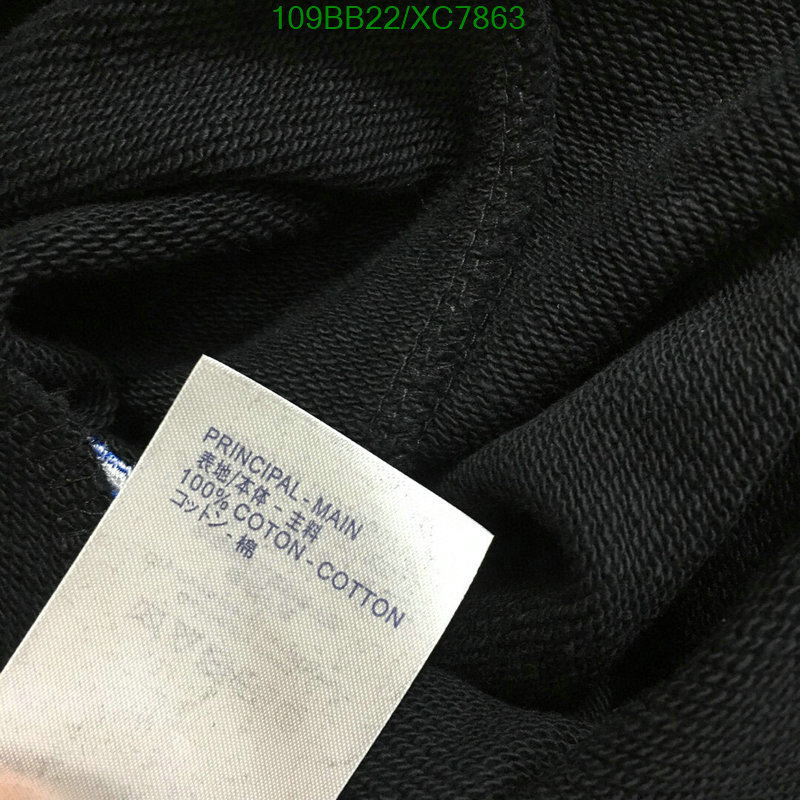 109BB22/XC7863
PRINCIPAL - MAIN
表地/本体 - 主料
100% COTON - COTTON
コットン - 棉